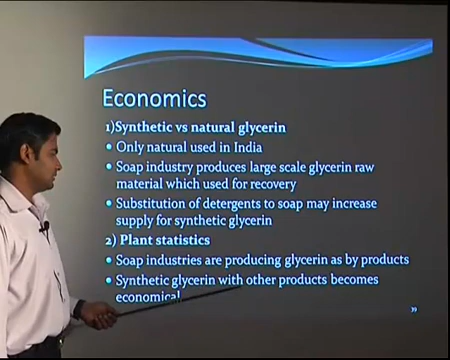 Economics
1)Synthetic vs natural glycerin
Only natural used in India
Soap industry produces large scale glycerin raw
material which used for recovery
Substitution of detergents to soap may increase
supply for synthetic glycerin
2) Plant statistics
Soap industries are producing glycerin as by products
Synthetic glycerin with other products becomes
economical
39